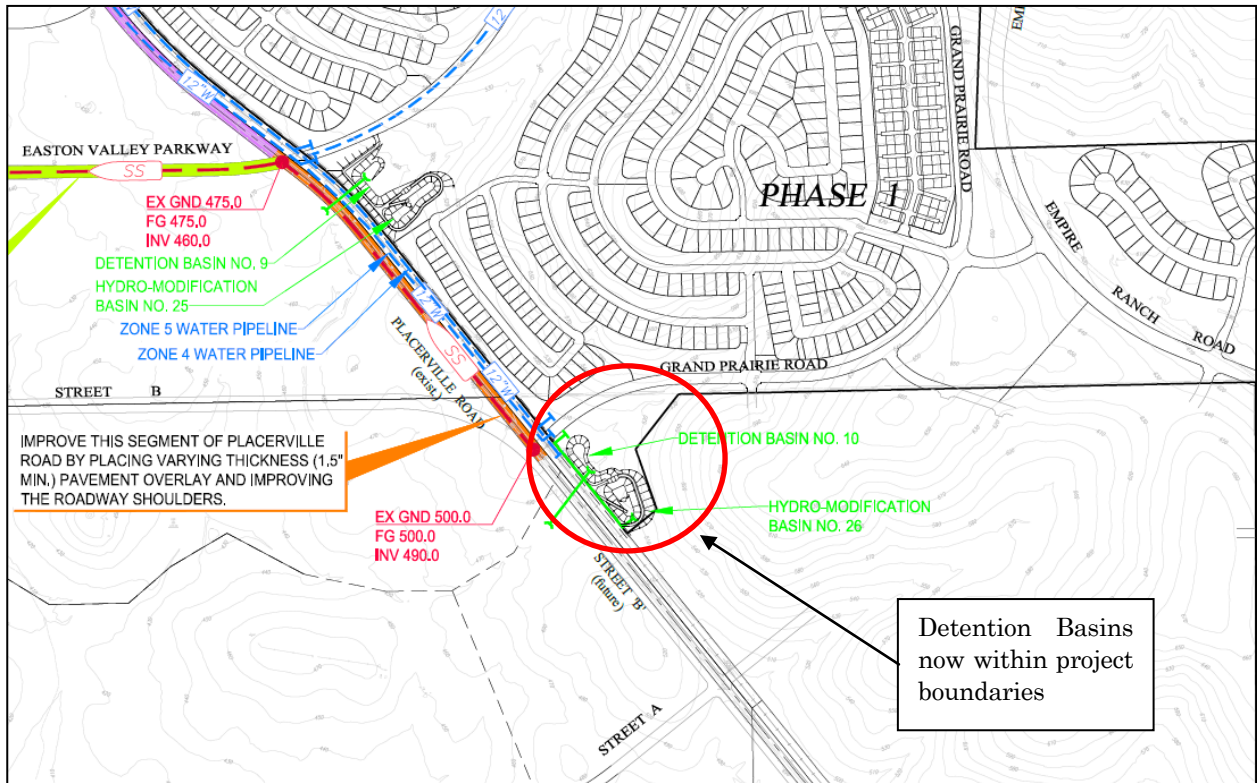 EASTON VALLEY PARKWAY
SS
12"W
12
EX GND 475.0
FG 475.0
INV 460.0
DETENTION BASIN NO. 9
HYDRO-MODIFICATION
BASIN NO. 25
ZONE 5 WATER PIPELINE
ZONE 4 WATER PIPELINE
12"W
SS
12"W
PLACERVILLE ROAD
(exist.)
STREET B
IMPROVE THIS SEGMENT OF PLACERVILLE
ROAD BY PLACING VARYING THICKNESS (1.5"
MIN.) PAVEMENT OVERLAY AND IMPROVING
THE ROADWAY SHOULDERS.
PHASE 1
GRAND PRAIRIE ROAD
EMPIRE
RANCH
ROAD
GRAND PRAIRIE ROAD
DETENTION BASIN NO. 10
HYDRO-MODIFICATION
BASIN NO. 26
EX GND 500.0
FG 500.0
INV 490.0
STREET 'B'
(future)
STREET A
Detention Basins
now within project
boundaries